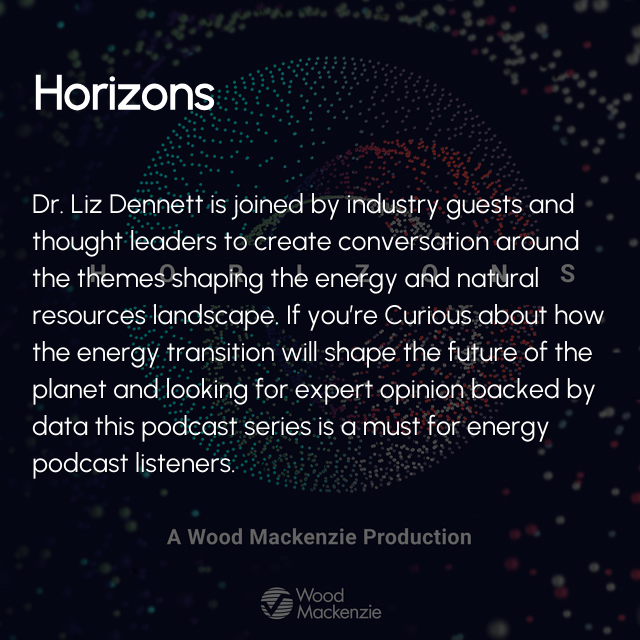 Horizons
Dr. Liz Dennett is joined by industry guests and
thought leaders to create conversation around
the themes shaping the energy and natural
resources landscape. If you're Curious about how
the energy transition will shape the future of the
planet and looking for expert opinion backed by
data this podcast series is a must for energy
podcast listeners.
HORIZONS
A Wood Mackenzie Production
Wood
Mackenzie